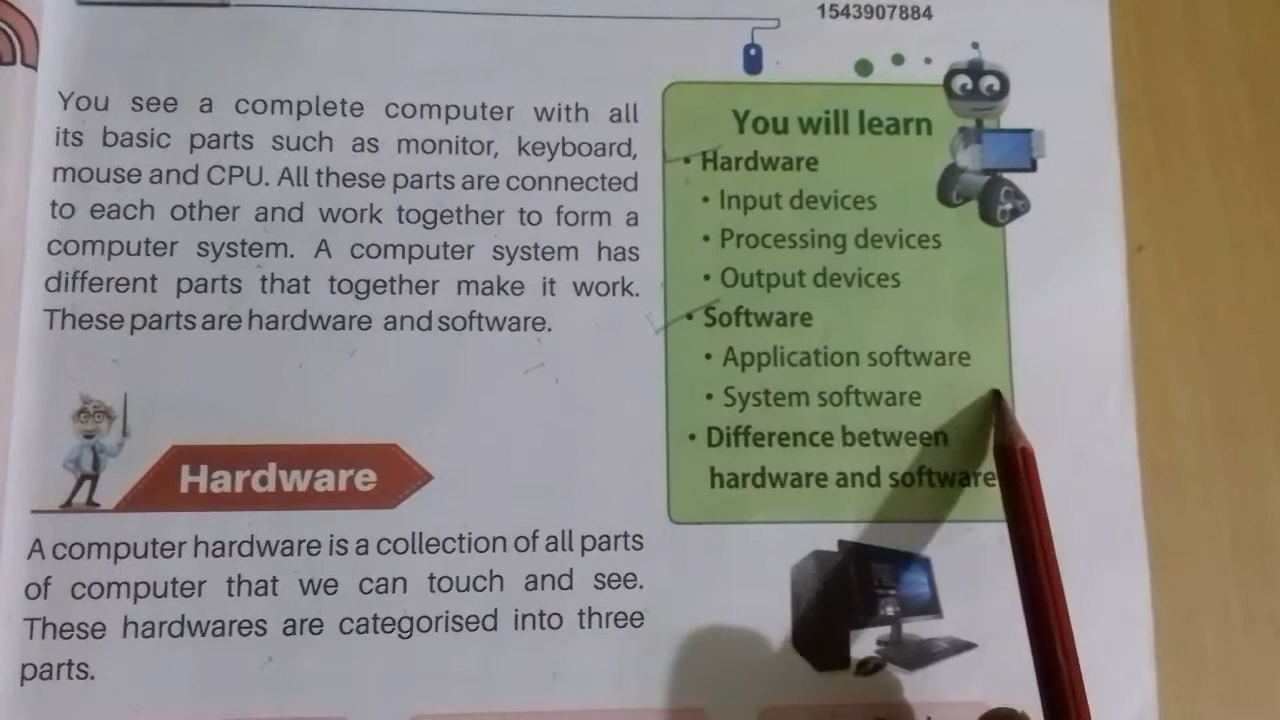 1543907884
You see a complete computer with all
its basic parts such as monitor, keyboard,
mouse and CPU. All these parts are connected
to each other and work together to form a
computer system. A computer system has
different parts that together make it work.
These parts are hardware and software.
Hardware
A computer hardware is a collection of all parts
of computer that we can touch and see.
These hardwares are categorised into three
parts.
You will learn
• Hardware
• Input devices
• Processing devices
• Output devices
• Software
• Application software
• System software
• Difference between
hardware and software